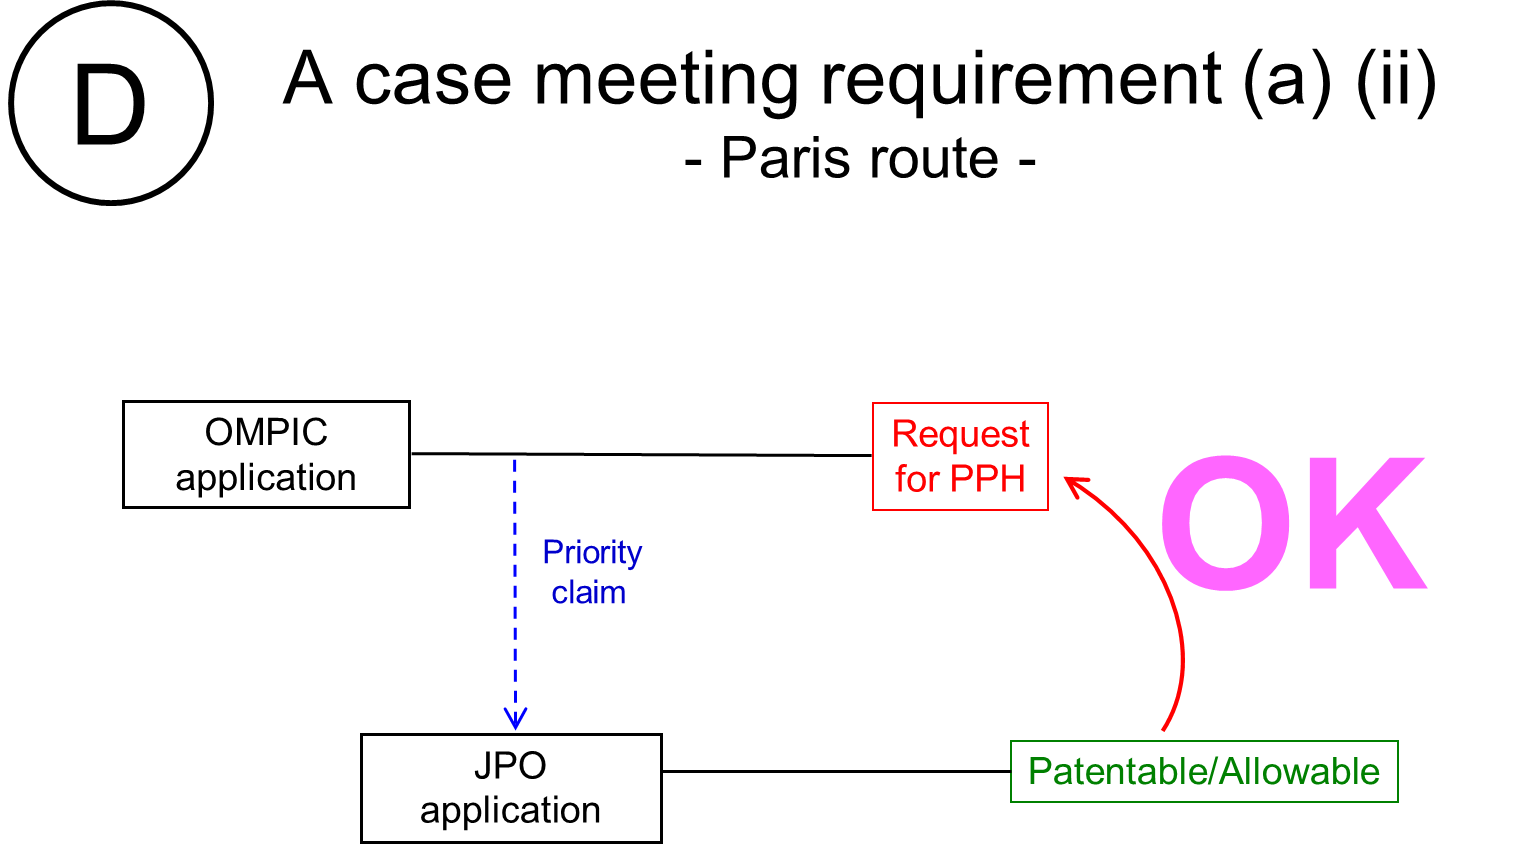 D
A case meeting requirement (a) (ii)
- Paris route -
OMPIC
application
Request
for PPH
OK
Priority
claim
JPO
application
Patentable/Allowable